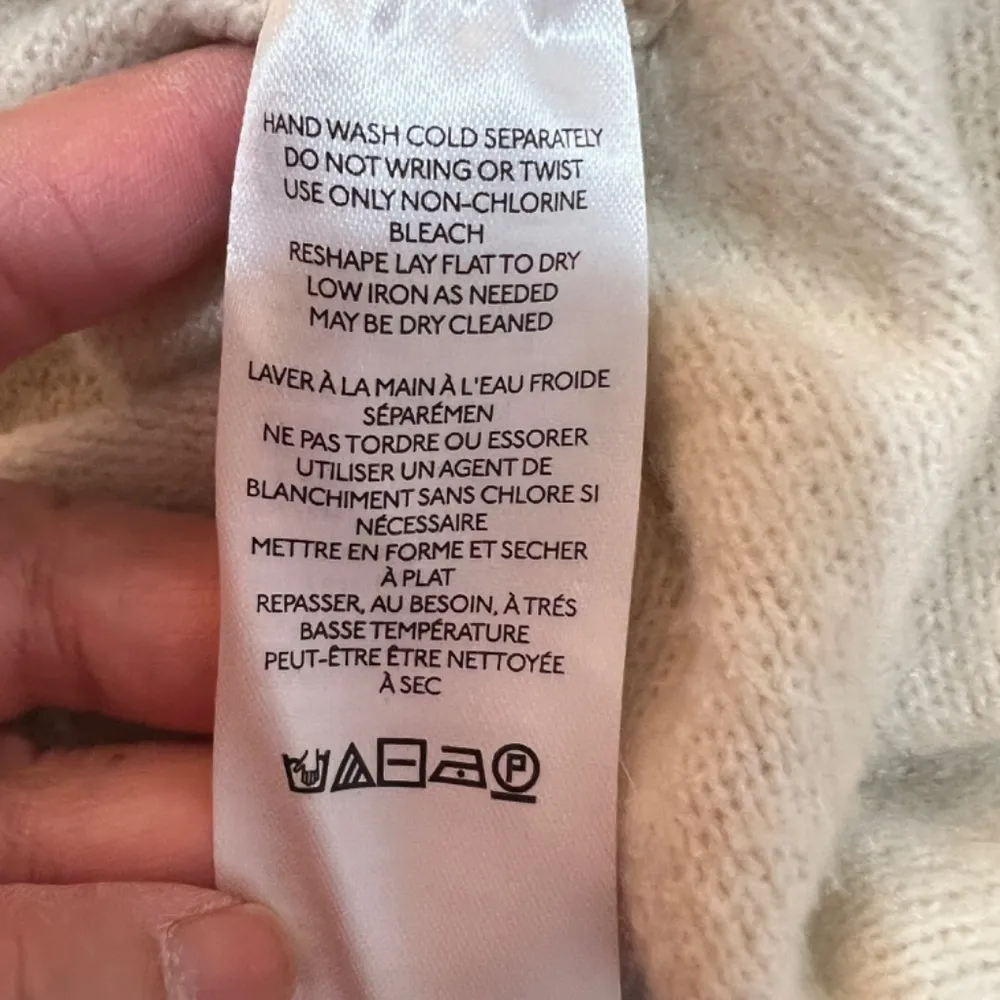 HAND WASH COLD SEPARATELY
DO NOT WRING OR TWIST
USE ONLY NON-CHLORINE
BLEACH
RESHAPE LAY FLAT TO DRY
LOW IRON AS NEEDED
MAY BE DRY CLEANED
LAVER À LA MAIN À L'EAU FROIDE
SÉPARÉMEN
NE PAS TORDRE OU ESSORER
UTILISER UN AGENT DE
BLANCHIMENT SANS CHLORE SI
NÉCESSAIRE
METTRE EN FORME ET SECHER
À PLAT
REPASSER, AU BESOIN, À TRÉS
BASSE TEMPÉRATURE
PEUT-ÊTRE ÊTRE NETTOYÉE
À SEC
P